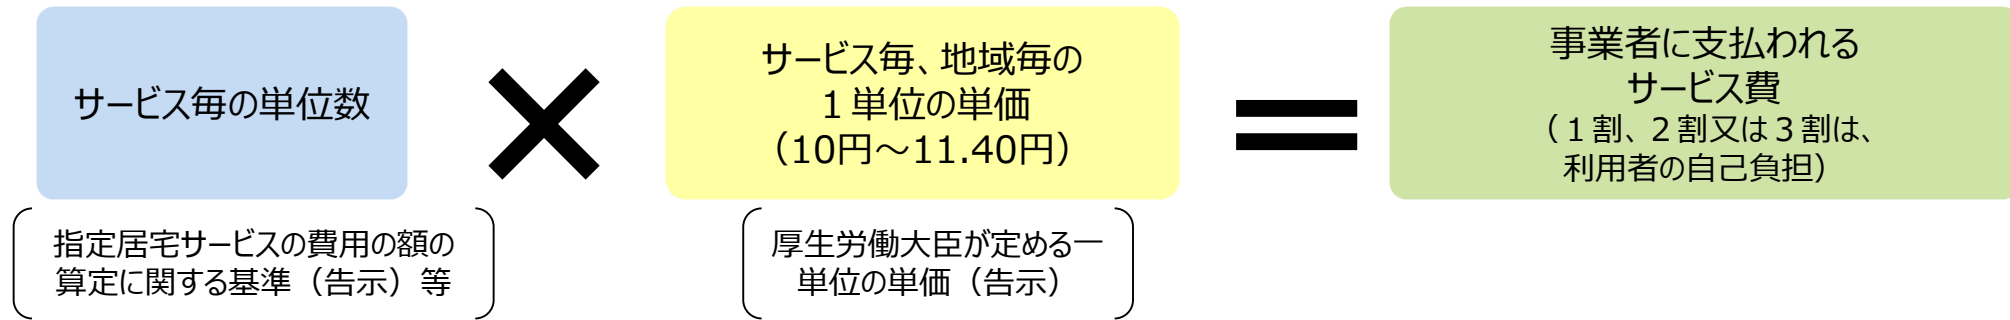 サービス毎の単位数
×
サービス毎、地域毎の
１単位の単価
（10円～11.40円）
＝
事業者に支払われる
サービス費
（１割、２割又は３割は、
利用者の自己負担）
指定居宅サービスの費用の額の
算定に関する基準（告示）等
厚生労働大臣が定める一
単位の単価（告示）